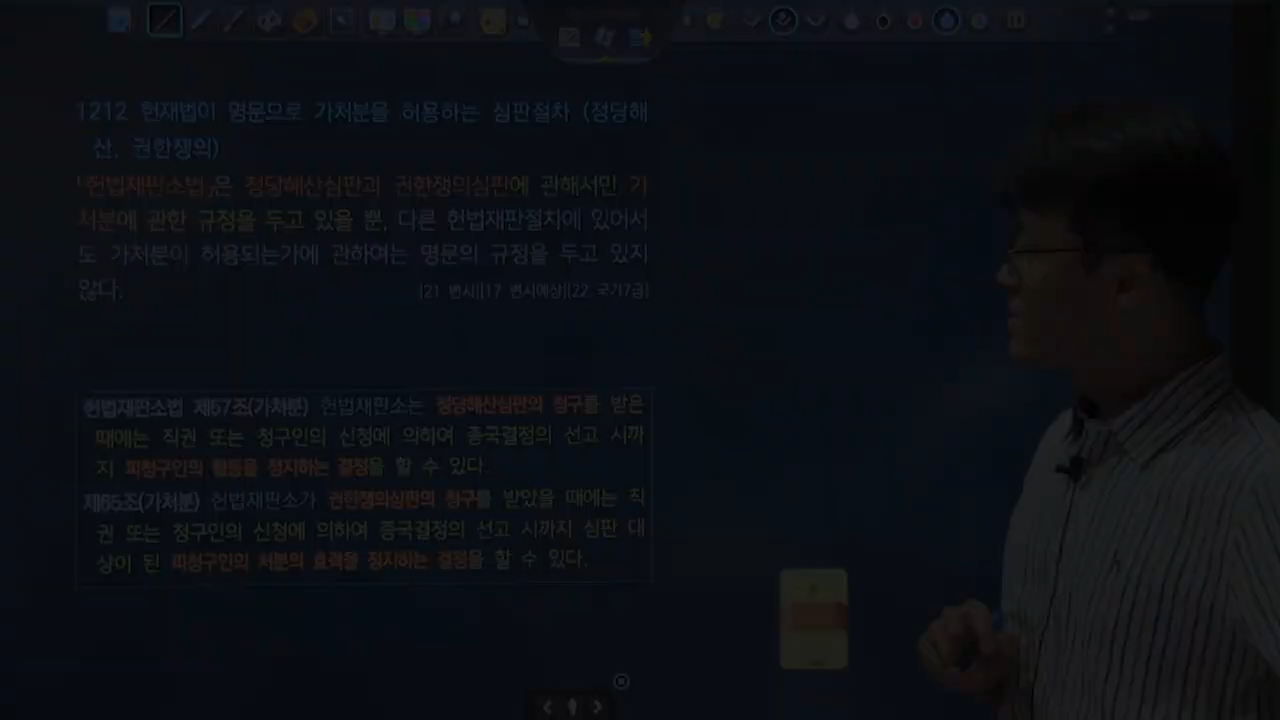 1212 헌재법이 명문으로 가처분을 허용하는 심판절차 (정당해
산, 권한쟁의)
「헌법재판소법」은 정당해산심판과 권한쟁의심판에 관해서만 가
처분에 관한 규정을 두고 있을 뿐, 다른 헌법재판절차에 있어서
도 가처분이 허용되는가에 관하여는 명문의 규정을 두고 있지
않다. [21 변시][17 변시예상][22 국가7급]
헌법재판소법 제57조(가처분) 헌법재판소는 정당해산심판의 청구를 받은
때에는 직권 또는 청구인의 신청에 의하여 종국결정의 선고 시까
지 피청구인의 활동을 정지하는 결정을 할 수 있다.
제65조(가처분) 헌법재판소가 권한쟁의심판의 청구를 받았을 때에는 직
권 또는 청구인의 신청에 의하여 종국결정의 선고 시까지 심판 대
상이 된 피청구인의 처분의 효력을 정지하는 결정을 할 수 있다.